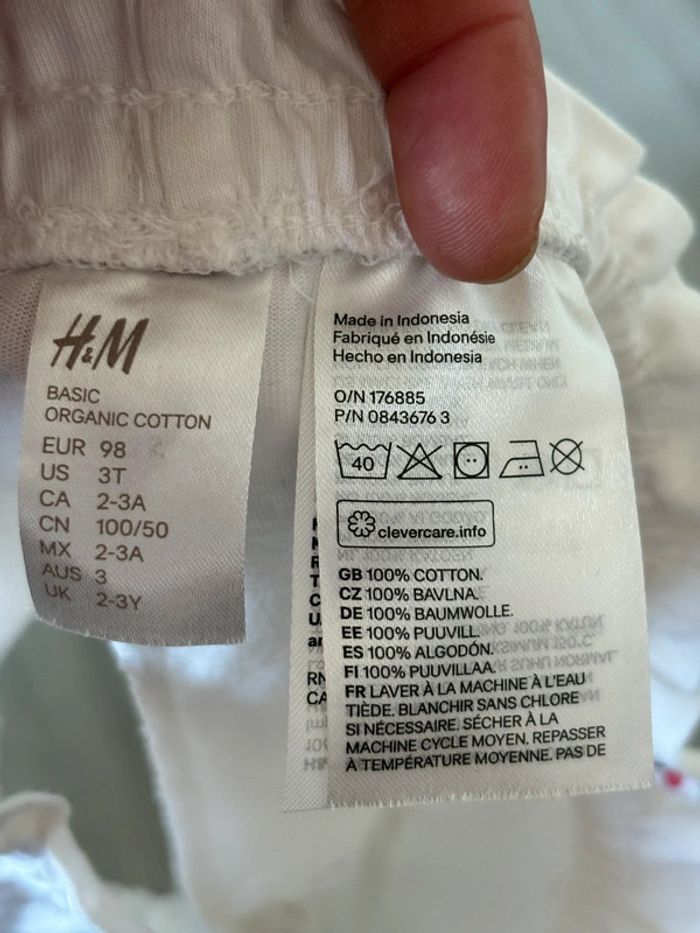 H&M
BASIC
ORGANIC COTTON
EUR 98
US 3T
CA 2-3A
CN 100/50
MX 2-3A
AUS 3
UK 2-3Y
Made in Indonesia
Fabriqué en Indonésie
Hecho en Indonesia
O/N 176885
P/N 0843676 3
40
clevercare.info
GB 100% COTTON.
CZ 100% BAVLNA.
DE 100% BAUMWOLLE.
EE 100% PUUVILL.
ES 100% ALGODÓN.
FI 100% PUUVILLAA.
FR LAVER À LA MACHINE À L'EAU
TIÈDE. BLANCHIR SANS CHLORE
SI NÉCESSAIRE. SÉCHER À LA
MACHINE CYCLE MOYEN. REPASSER
À TEMPÉRATURE MOYENNE. PAS DE
RN
CA